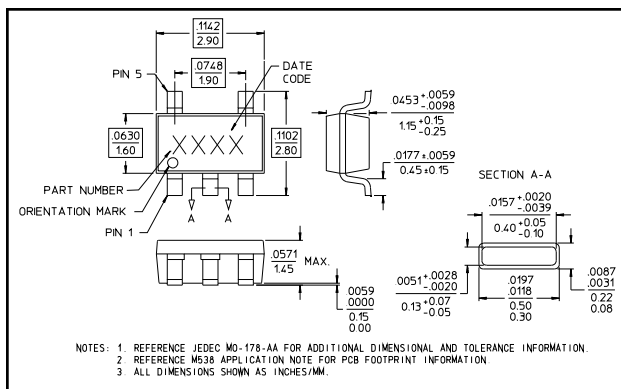 .1142
2.90
.0748
1.90
PIN 5
DATE
CODE
.0630
1.60
XXXX
.1102
2.80
PART NUMBER
ORIENTATION MARK
PIN 1
A
A
.0453 +.0059
-.0098
1.15 +0.15
-0.25
.0177 ±.0059
0.45 ±0.15
.0571
1.45
MAX.
.0059
.0000
0.15
0.00
SECTION A-A
.0157 +.0020
-.0039
0.40 +0.05
-0.10
.0051 +.0028
-.0020
0.13 +0.07
-0.05
.0197
.0118
0.50
0.30
.0087
.0031
0.22
0.08
NOTES: 1. REFERENCE JEDEC MO-178-AA FOR ADDITIONAL DIMENSIONAL AND TOLERANCE INFORMATION.
2. REFERENCE M538 APPLICATION NOTE FOR PCB FOOTPRINT INFORMATION
3. ALL DIMENSIONS SHOWN AS INCHES/MM.